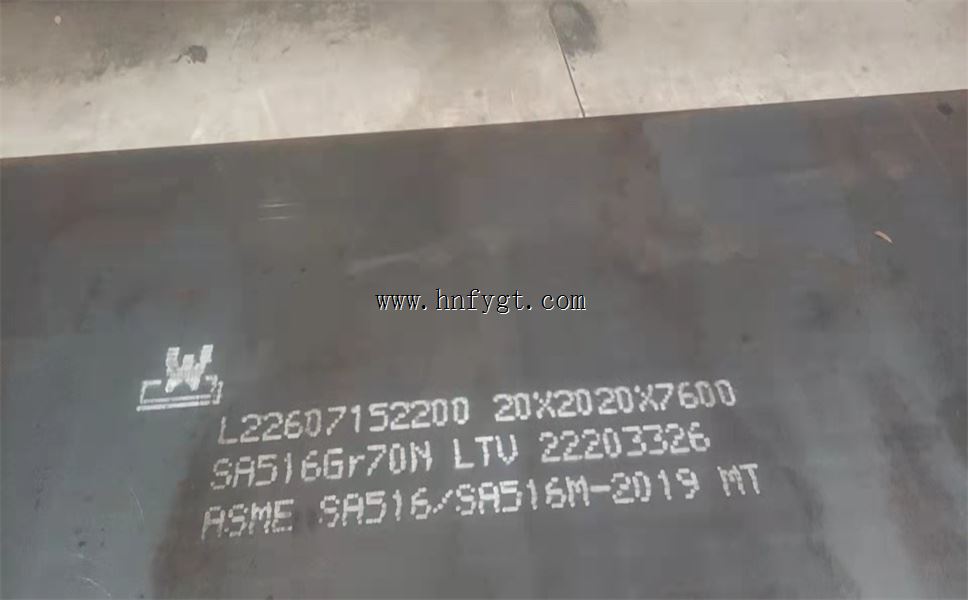 www.hnfygt.com
W
L22607152200 20X2020X7600
SA516Gr70N LTV 22203326
ASME SA516/SA516M-2019 MT